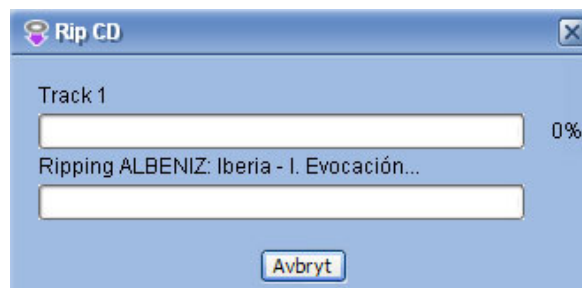 Rip CD
Track 1
0%
Ripping ALBENIZ: Iberia - I. Evocación...
Avbryt